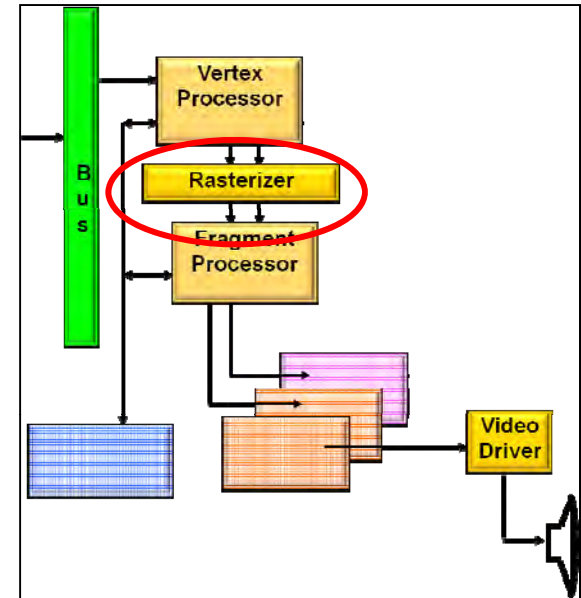 Vertex
Processor
B
u
s
Rasterizer
Fragment
Processor
Video
Driver